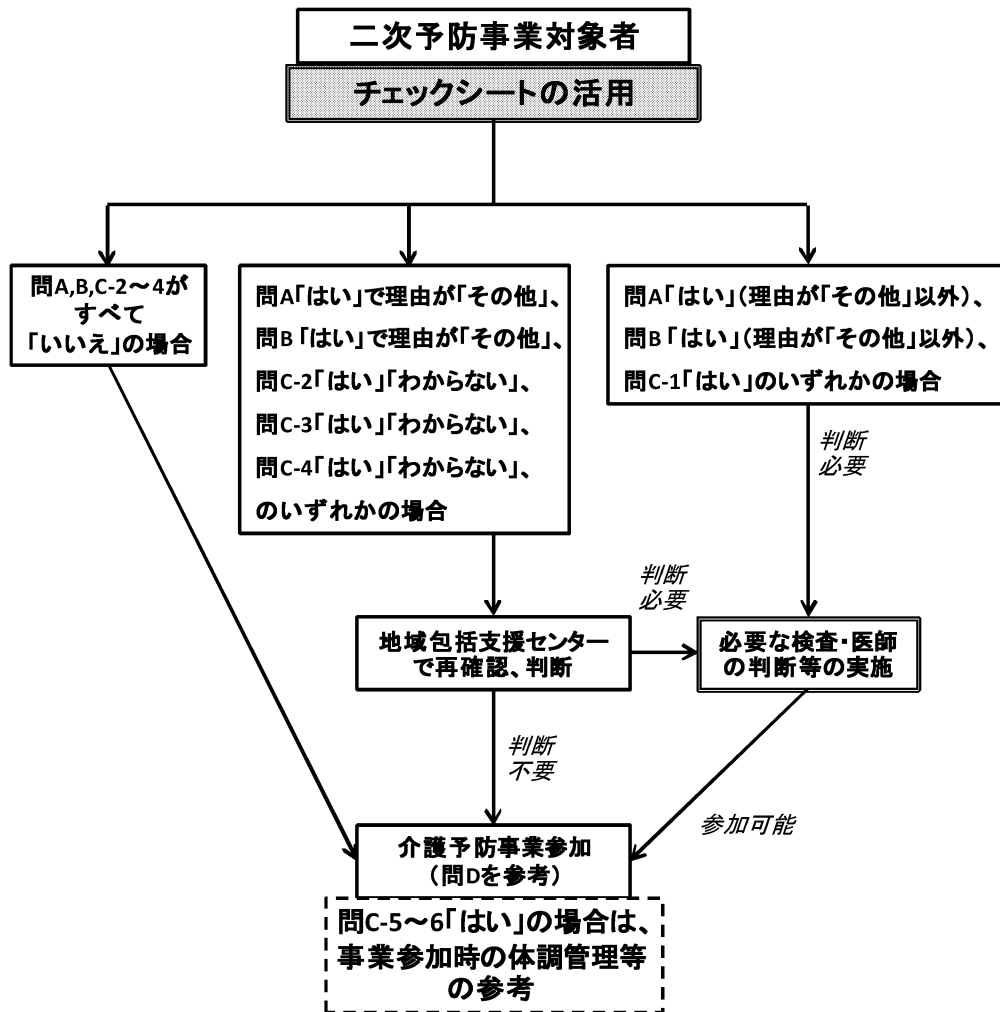 二次予防事業対象者
チェックシートの活用
問A,B,C-2～4が
すべて
「いいえ」の場合
問A「はい」で理由が「その他」、
問B「はい」で理由が「その他」、
問C-2「はい」「わからない」、
問C-3「はい」「わからない」、
問C-4「はい」「わからない」、
のいずれかの場合
問A「はい」(理由が「その他」以外)、
問B「はい」(理由が「その他」以外)、
問C-1「はい」のいずれかの場合
判断
必要
判断
必要
地域包括支援センター
で再確認、判断
必要な検査・医師
の判断等の実施
判断
不要
参加可能
介護予防事業参加
(問Dを参考)
問C-5～6「はい」の場合は、
事業参加時の体調管理等
の参考